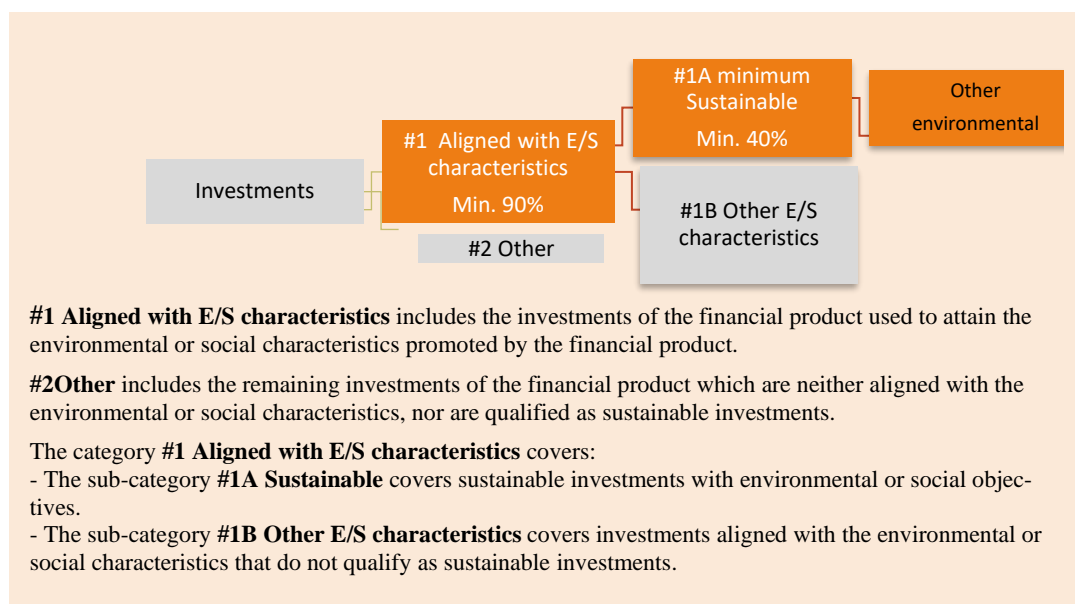 #1A minimum
Sustainable
Min. 40%
Other
environmental
#1 Aligned with E/S
characteristics
Min. 90%
Investments
#1B Other E/S
characteristics
#2 Other
#1 Aligned with E/S characteristics includes the investments of the financial product used to attain the
environmental or social characteristics promoted by the financial product.
#2Other includes the remaining investments of the financial product which are neither aligned with the
environmental or social characteristics, nor are qualified as sustainable investments.
The category #1 Aligned with E/S characteristics covers:
- The sub-category #1A Sustainable covers sustainable investments with environmental or social objec-
tives.
- The sub-category #1B Other E/S characteristics covers investments aligned with the environmental or
social characteristics that do not qualify as sustainable investments.